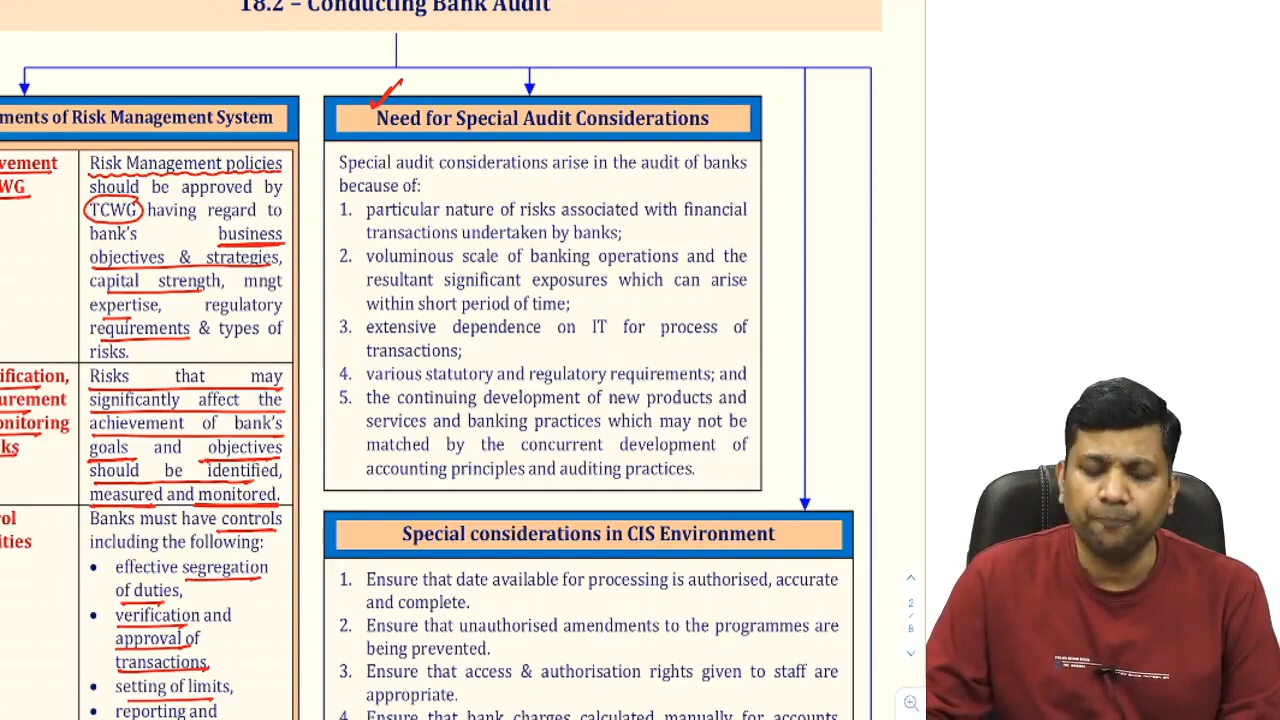 18.2 – Conducting Bank Audit
ments of Risk Management System
vement
WG
Risk Management policies
should be approved by
TCWG having regard to
bank's business
objectives & strategies,
capital strength, mngt
expertise, regulatory
requirements & types of
risks.
ification,
urement
onitoring
ks
Risks that may
significantly affect the
achievement of bank's
goals and objectives
should be identified,
measured and monitored.
rol
ities
Banks must have controls
including the following:
• effective segregation
of duties,
• verification and
approval of
transactions,
• setting of limits,
• reporting and
Need for Special Audit Considerations
Special audit considerations arise in the audit of banks
because of:
1. particular nature of risks associated with financial
transactions undertaken by banks;
2. voluminous scale of banking operations and the
resultant significant exposures which can arise
within short period of time;
3. extensive dependence on IT for process of
transactions;
4. various statutory and regulatory requirements; and
5. the continuing development of new products and
services and banking practices which may not be
matched by the concurrent development of
accounting principles and auditing practices.
Special considerations in CIS Environment
1. Ensure that date available for processing is authorised, accurate
and complete.
2. Ensure that unauthorised amendments to the programmes are
being prevented.
3. Ensure that access & authorisation rights given to staff are
appropriate.
4. Ensure that bank charges calculated manually for accounts
2
/
8